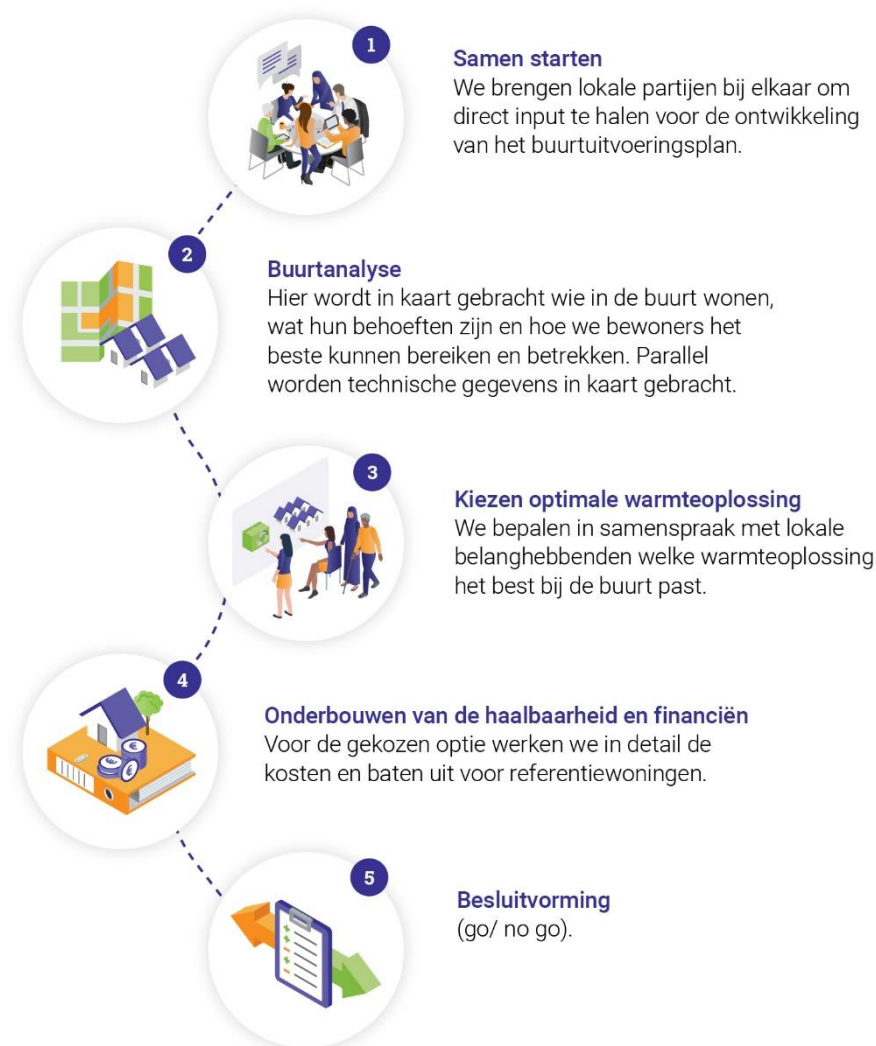 1
Samen starten
We brengen lokale partijen bij elkaar om
direct input te halen voor de ontwikkeling
van het buurtuitvoeringsplan.
2
Buurtanalyse
Hier wordt in kaart gebracht wie in de buurt wonen,
wat hun behoeften zijn en hoe we bewoners het
beste kunnen bereiken en betrekken. Parallel
worden technische gegevens in kaart gebracht.
3
Kiezen optimale warmteoplossing
We bepalen in samenspraak met lokale
belanghebbenden welke warmteoplossing
het best bij de buurt past.
4
Onderbouwen van de haalbaarheid en financiën
Voor de gekozen optie werken we in detail de
kosten en baten uit voor referentiewoningen.
5
Besluitvorming
(go/ no go).